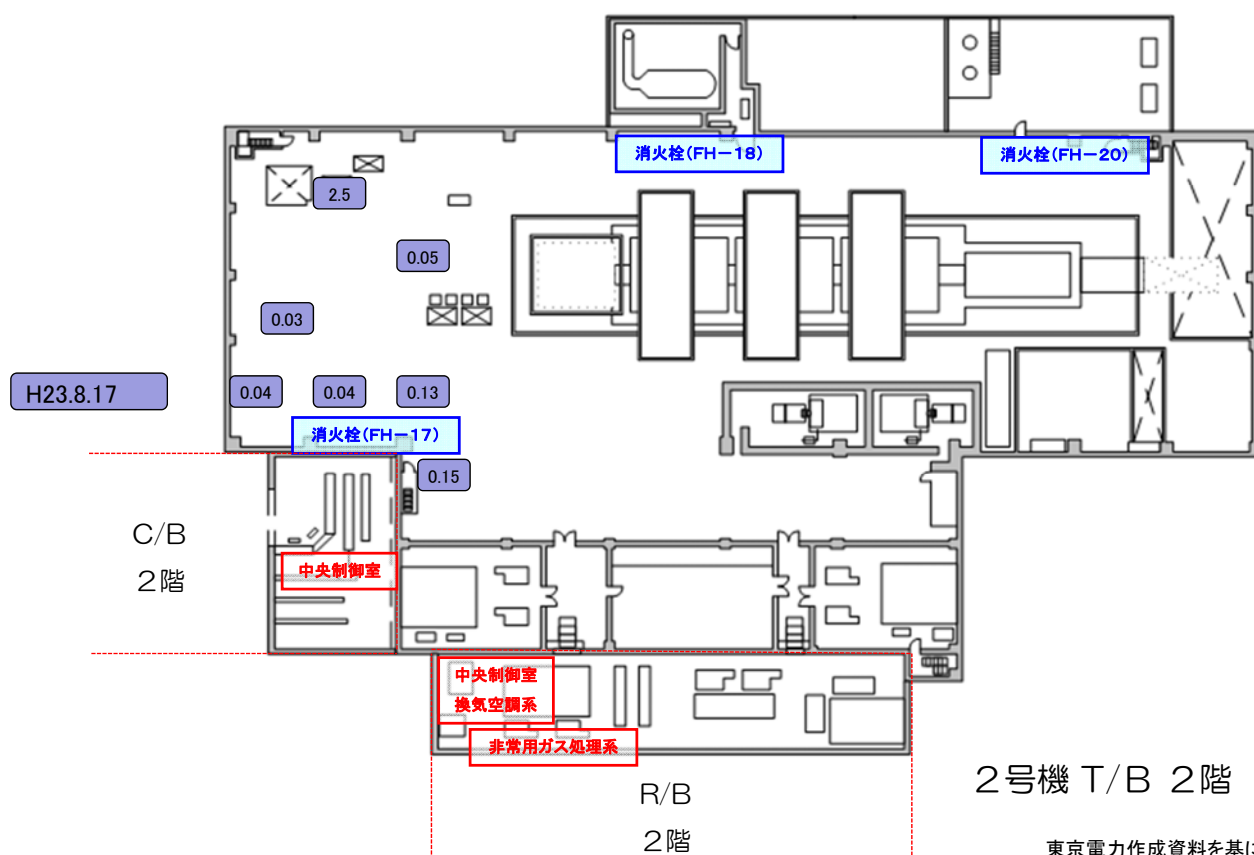 消火栓(FH-18)
消火栓(FH-20)
2.5
0.05
0.03
H23.8.17
0.04
0.04
0.13
消火栓(FH-17)
0.15
C/B
2階
中央制御室
中央制御室
換気空調系
非常用ガス処理系
R/B
2階
2号機 T/B 2階
東京電力作成資料を基